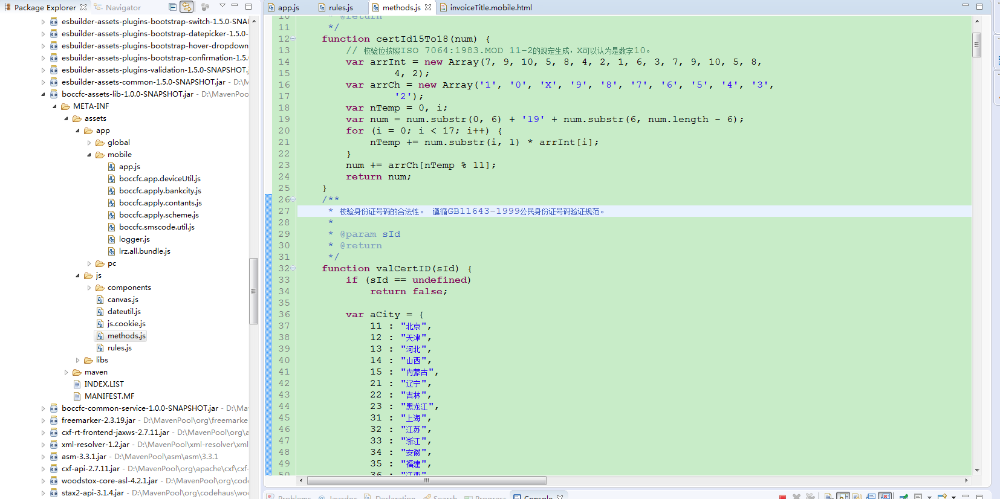 Package Explorer
Navigator
esbuilder-assets-plugins-bootstrap-switch-1.5.0-SNAI
esbuilder-assets-plugins-bootstrap-datepicker-1.5.0-
esbuilder-assets-plugins-bootstrap-hover-dropdown
esbuilder-assets-plugins-bootstrap-confirmation-1.5.
esbuilder-assets-plugins-validation-1.5.0-SNAPSHOT.
esbuilder-assets-common-1.5.0-SNAPSHOT.jar - D:\M
boccfc-assets-lib-1.0.0-SNAPSHOT.jar - D:\MavenPoo
META-INF
assets
app
global
mobile
app.js
boccfc.app.deviceUtil.js
boccfc.apply.bankcity.js
boccfc.apply.contants.js
boccfc.apply.scheme.js
boccfc.smscode.util.js
logger.js
lrz.all.bundle.js
pc
js
components
canvas.js
dateutil.js
js.cookie.js
methods.js
rules.js
libs
maven
INDEX.LIST
MANIFEST.MF
boccfc-common-service-1.0.0-SNAPSHOT.jar - D:\Ma
freemarker-2.3.19.jar - D:\MavenPool\org\freemarke
cxf-rt-frontend-jaxws-2.7.11.jar - D:\MavenPool\org\a
xml-resolver-1.2.jar - D:\MavenPool\xml-resolver\xml
asm-3.3.1.jar - D:\MavenPool\asm\asm\3.3.1
cxf-api-2.7.11.jar - D:\MavenPool\org\apache\cxf\cxf-
woodstox-core-asl-4.2.1.jar - D:\MavenPool\org\code
stax2-api-3.1.4.jar - D:\MavenPool\org\codehaus\woo
app.js
rules.js
methods.js
invoiceTitle.mobile.html
10 * @return
11 */
12 function certId15To18(num) {
13 // 校验位按照ISO 7064:1983.MOD 11-2的规定生成，X可以认为是数字10。
14 var arrInt = new Array(7, 9, 10, 5, 8, 4, 2, 1, 6, 3, 7, 9, 10, 5, 8,
15 4, 2);
16 var arrCh = new Array('1', '0', 'X', '9', '8', '7', '6', '5', '4', '3',
17 '2');
18 var nTemp = 0, i;
19 var num = num.substr(0, 6) + '19' + num.substr(6, num.length - 6);
20 for (i = 0; i < 17; i++) {
21 nTemp += num.substr(i, 1) * arrInt[i];
22 }
23 num += arrCh[nTemp % 11];
24 return num;
25 }
26 /**
27 * 校验身份证号码的合法性。 遵循GB11643-1999公民身份证号码验证规范。
28 *
29 * @param sId
30 * @return
31 */
32 function valCertID(sId) {
33 if (sId == undefined)
34 return false;
35
36 var aCity = {
37 11 : "北京",
38 12 : "天津",
39 13 : "河北",
40 14 : "山西",
41 15 : "内蒙古",
42 21 : "辽宁",
43 22 : "吉林",
44 23 : "黑龙江",
45 31 : "上海",
46 32 : "江苏",
47 33 : "浙江",
48 34 : "安徽",
49 35 : "福建",
50 36 : "江西"
Problems
Javadoc
Declaration
Search
Progress
Console